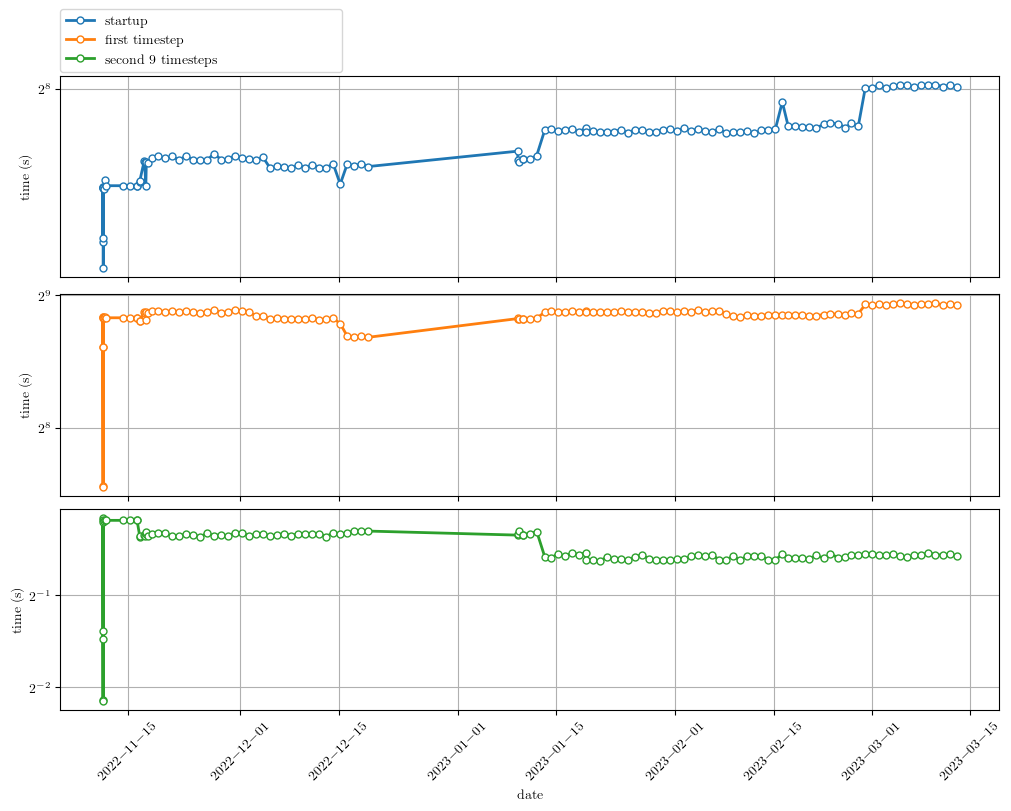 startup
first timestep
second 9 timesteps
2^8
time (s)
2^9
2^8
time (s)
2^−1
2^−2
time (s)
2022−11−15
2022−12−01
2022−12−15
2023−01−01
2023−01−15
2023−02−01
2023−02−15
2023−03−01
2023−03−15
date